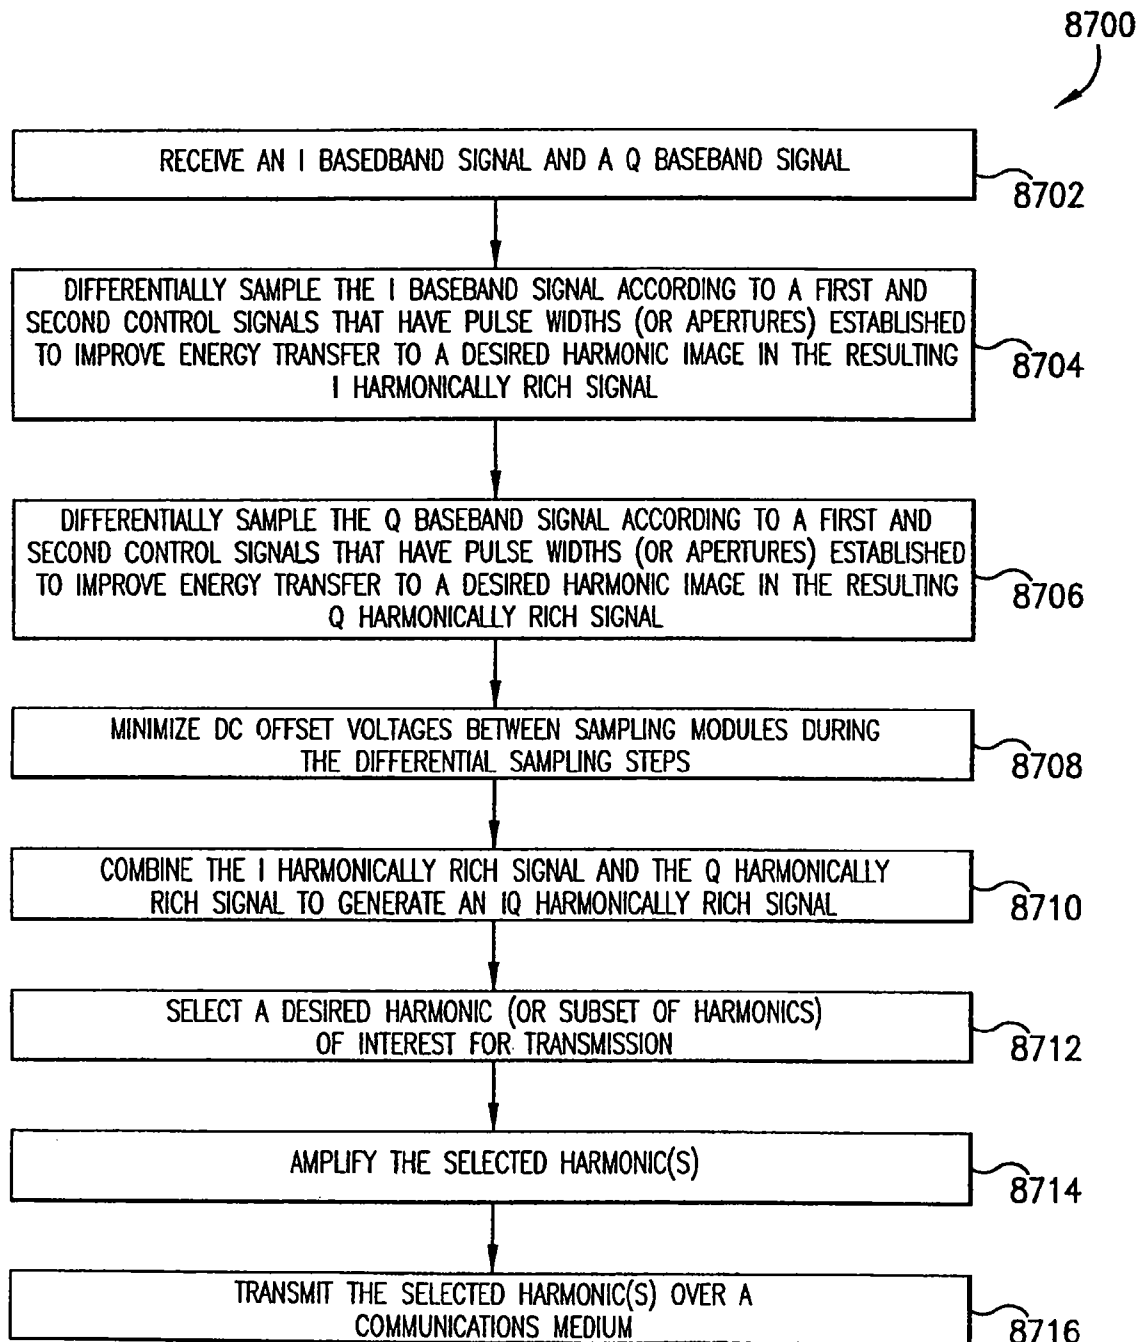 8700
RECEIVE AN I BASEDBAND SIGNAL AND A Q BASEBAND SIGNAL
8702
DIFFERENTIALLY SAMPLE THE I BASEBAND SIGNAL ACCORDING TO A FIRST AND
SECOND CONTROL SIGNALS THAT HAVE PULSE WIDTHS (OR APERTURES) ESTABLISHED
TO IMPROVE ENERGY TRANSFER TO A DESIRED HARMONIC IMAGE IN THE RESULTING
I HARMONICALLY RICH SIGNAL
8704
DIFFERENTIALLY SAMPLE THE Q BASEBAND SIGNAL ACCORDING TO A FIRST AND
SECOND CONTROL SIGNALS THAT HAVE PULSE WIDTHS (OR APERTURES) ESTABLISHED
TO IMPROVE ENERGY TRANSFER TO A DESIRED HARMONIC IMAGE IN THE RESULTING
Q HARMONICALLY RICH SIGNAL
8706
MINIMIZE DC OFFSET VOLTAGES BETWEEN SAMPLING MODULES DURING
THE DIFFERENTIAL SAMPLING STEPS
8708
COMBINE THE I HARMONICALLY RICH SIGNAL AND THE Q HARMONICALLY
RICH SIGNAL TO GENERATE AN IQ HARMONICALLY RICH SIGNAL
8710
SELECT A DESIRED HARMONIC (OR SUBSET OF HARMONICS)
OF INTEREST FOR TRANSMISSION
8712
AMPLIFY THE SELECTED HARMONIC(S)
8714
TRANSMIT THE SELECTED HARMONIC(S) OVER A
COMMUNICATIONS MEDIUM
8716